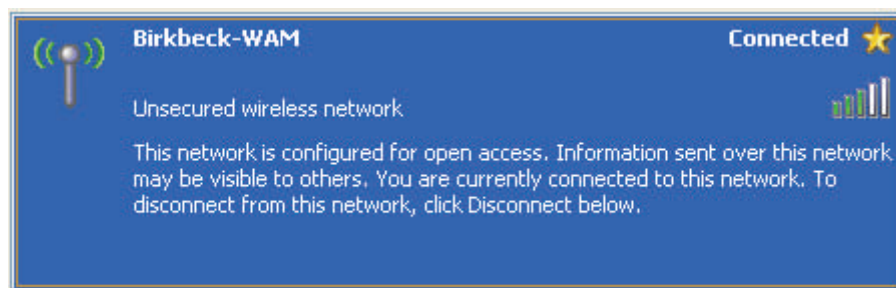 Birkbeck-WAM Connected
Unsecured wireless network
This network is configured for open access. Information sent over this network
may be visible to others. You are currently connected to this network. To
disconnect from this network, click Disconnect below.